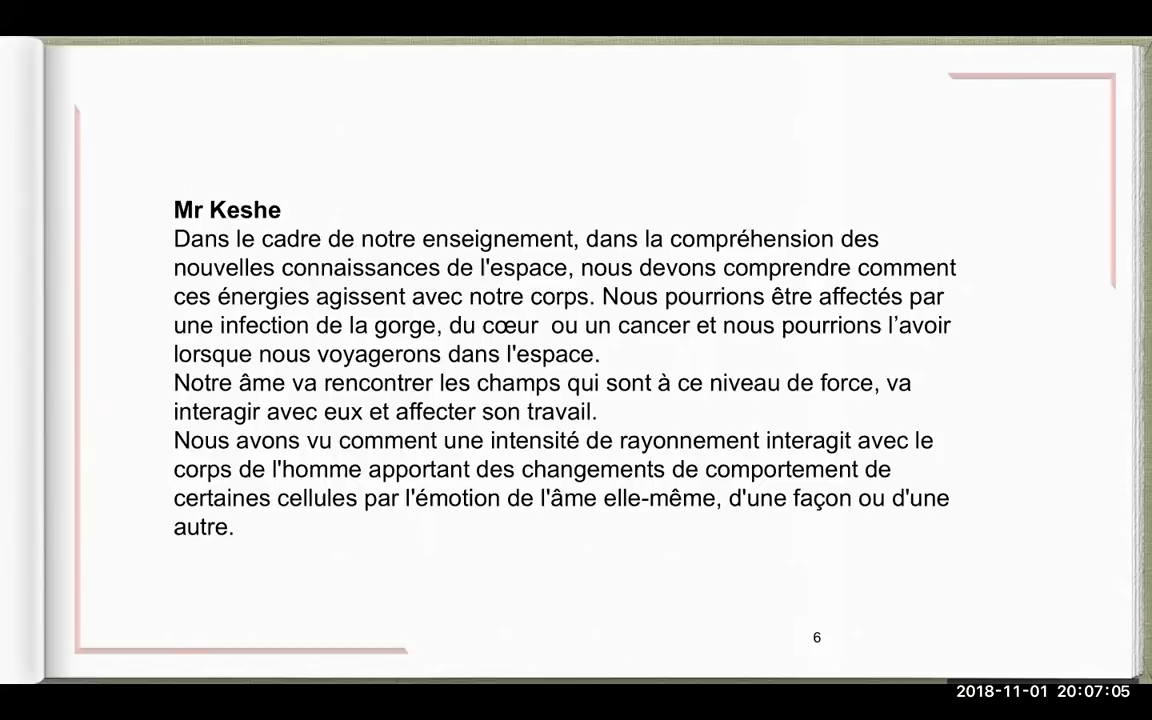 Mr Keshe
Dans le cadre de notre enseignement, dans la compréhension des
nouvelles connaissances de l'espace, nous devons comprendre comment
ces énergies agissent avec notre corps. Nous pourrions être affectés par
une infection de la gorge, du cœur  ou un cancer et nous pourrions l’avoir
lorsque nous voyagerons dans l'espace.
Notre âme va rencontrer les champs qui sont à ce niveau de force, va
interagir avec eux et affecter son travail.
Nous avons vu comment une intensité de rayonnement interagit avec le
corps de l'homme apportant des changements de comportement de
certaines cellules par l'émotion de l'âme elle-même, d'une façon ou d'une
autre.
6
2018-11-01 20:07:05